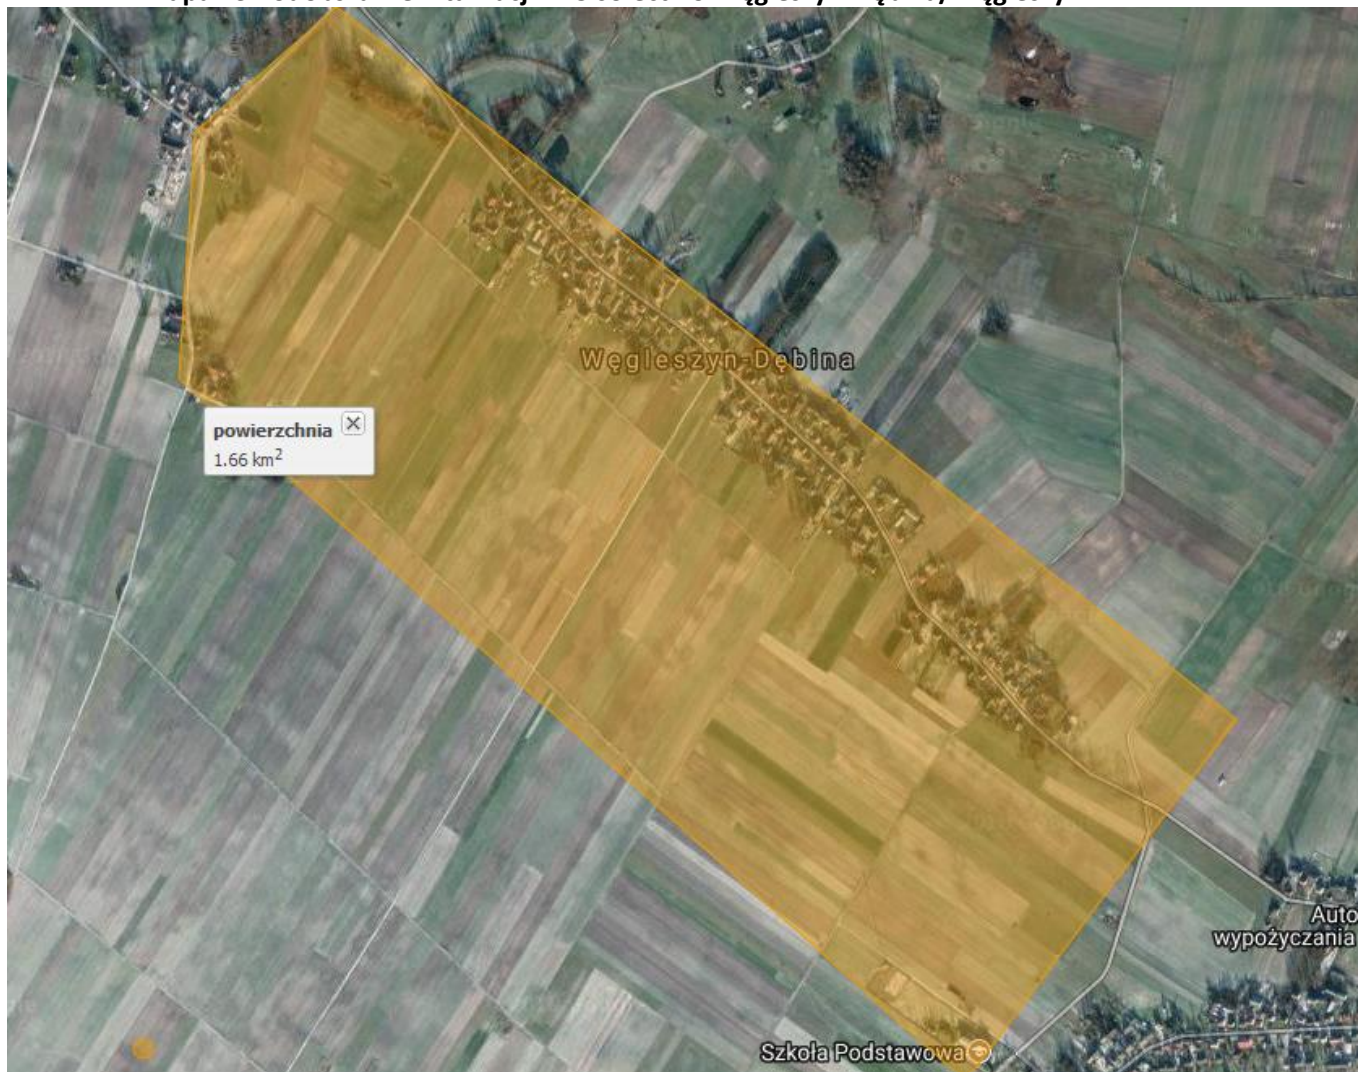 Węgleszyn-Dębina
powierzchnia
1.66 km²
Auto
wypożyczania
Szkoła Podstawowa